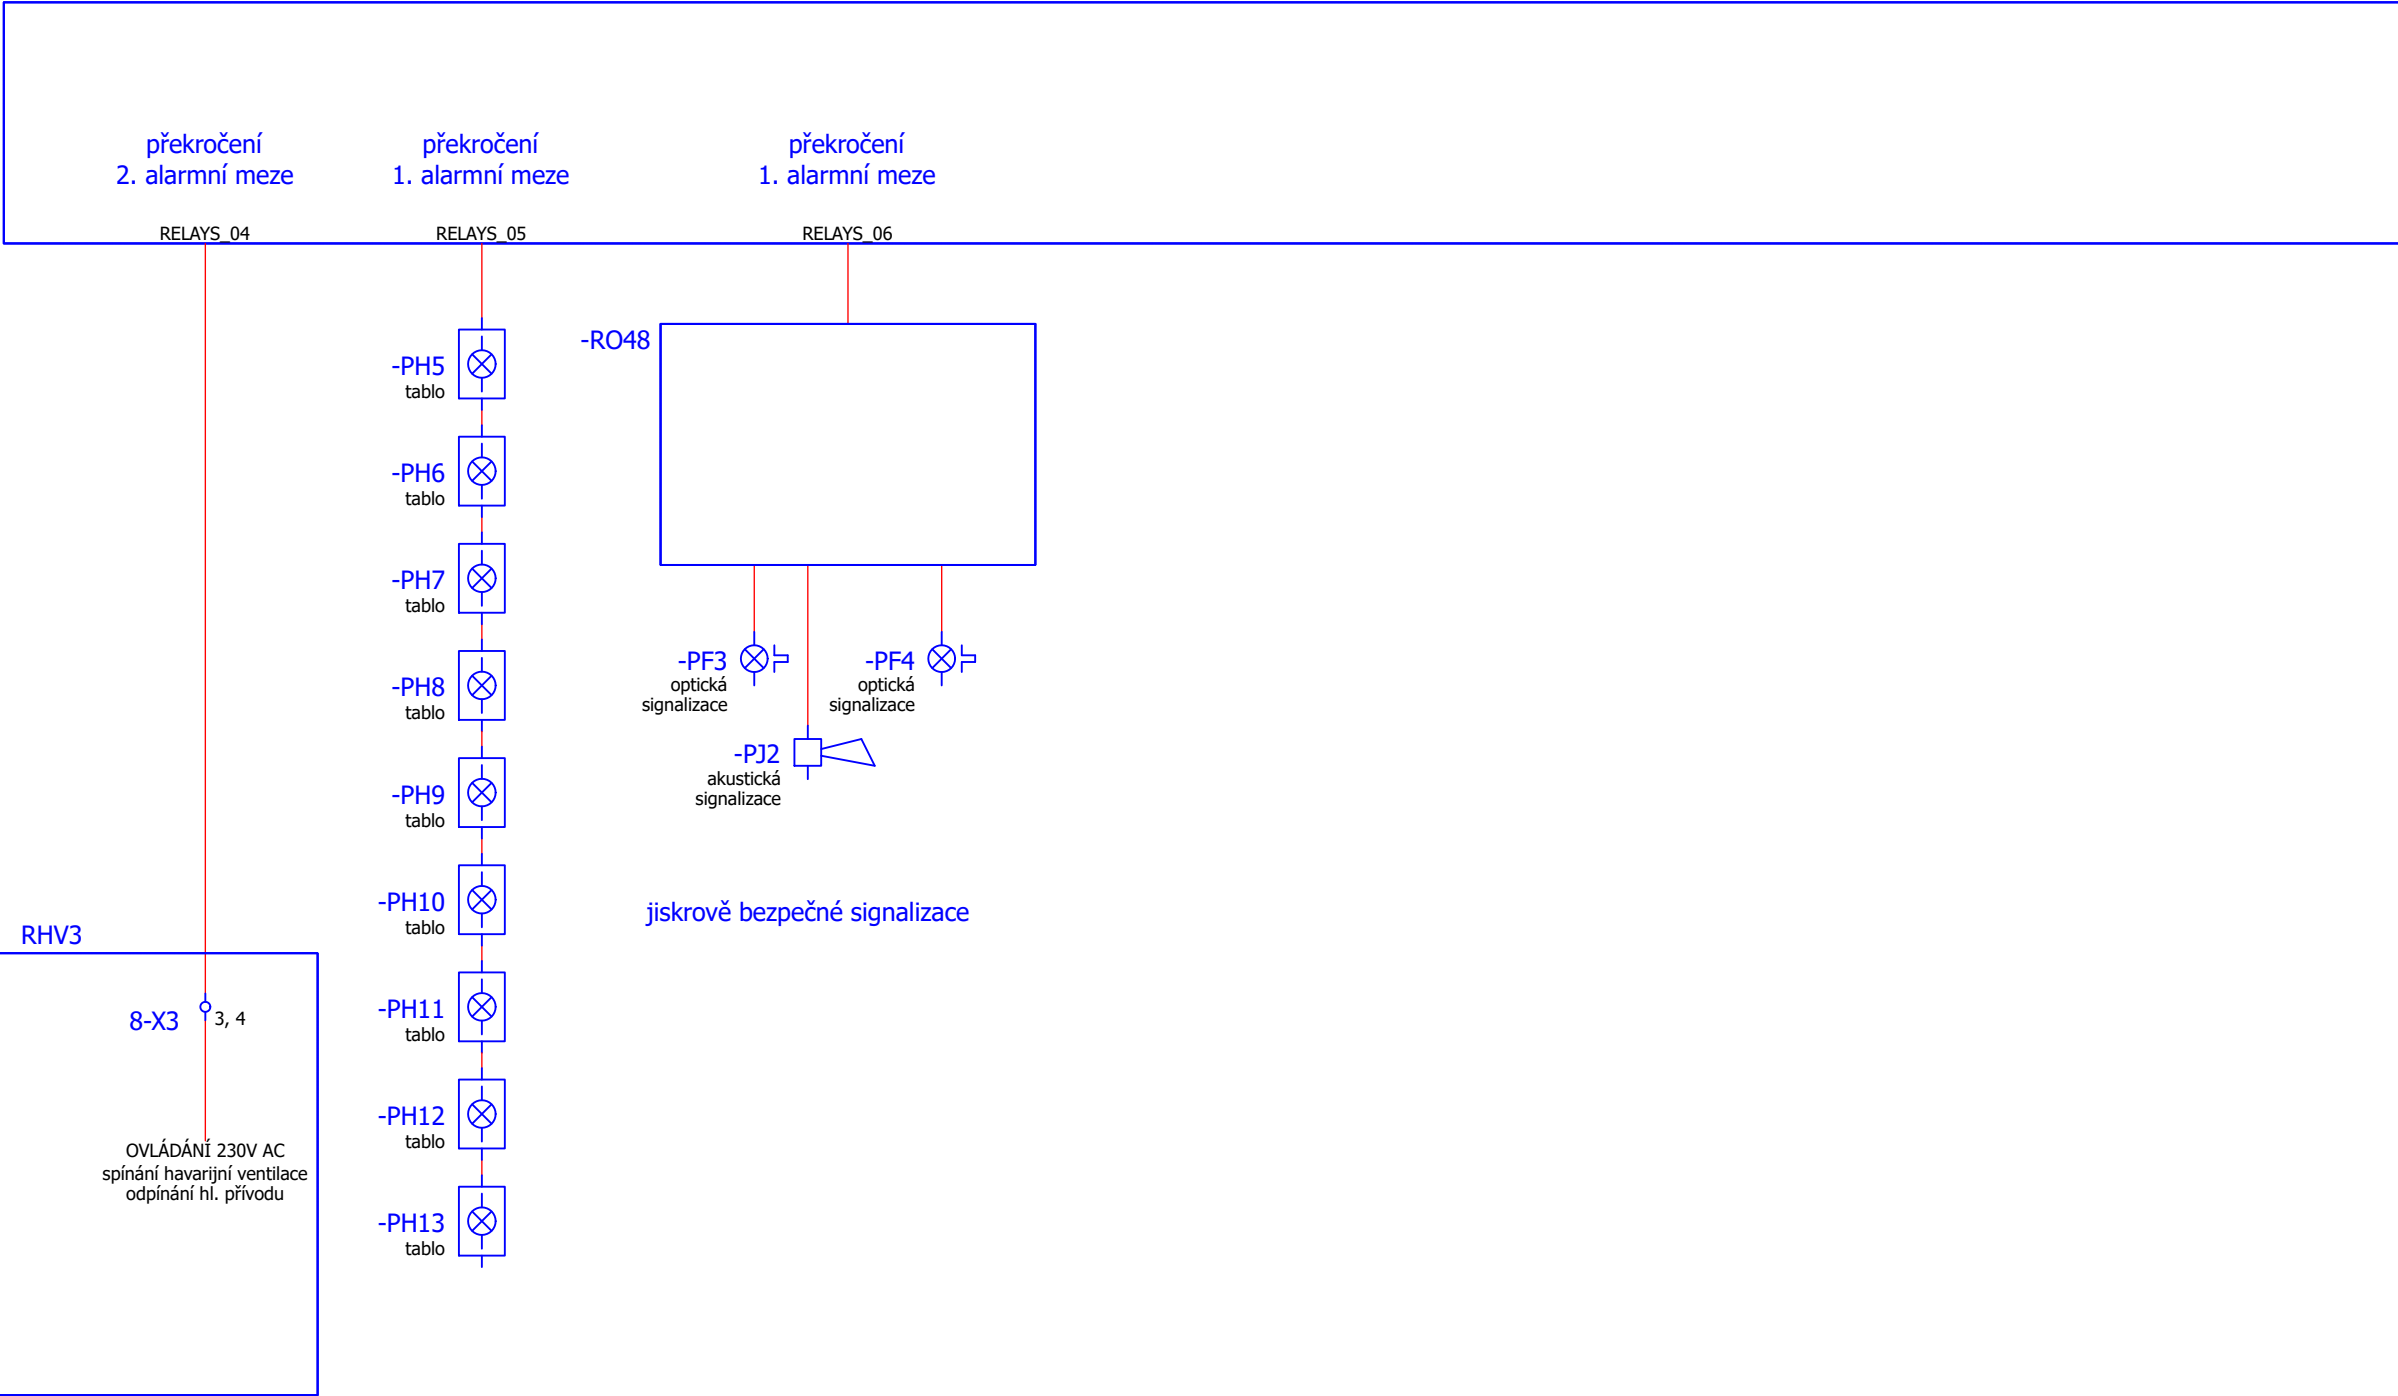 překročení
2. alarmní meze
překročení
1. alarmní meze
překročení
1. alarmní meze
RELAYS_04
RELAYS_05
RELAYS_06
-PH5
tablo
-PH6
tablo
-PH7
tablo
-PH8
tablo
-PH9
tablo
-PH10
tablo
-PH11
tablo
-PH12
tablo
-PH13
tablo
-RO48
-PF3
optická
signalizace
-PF4
optická
signalizace
-PJ2
akustická
signalizace
jiskrově bezpečné signalizace
RHV3
8-X3
3, 4
OVLÁDÁNÍ 230V AC
spínání havarijní ventilace
odpínání hl. přívodu